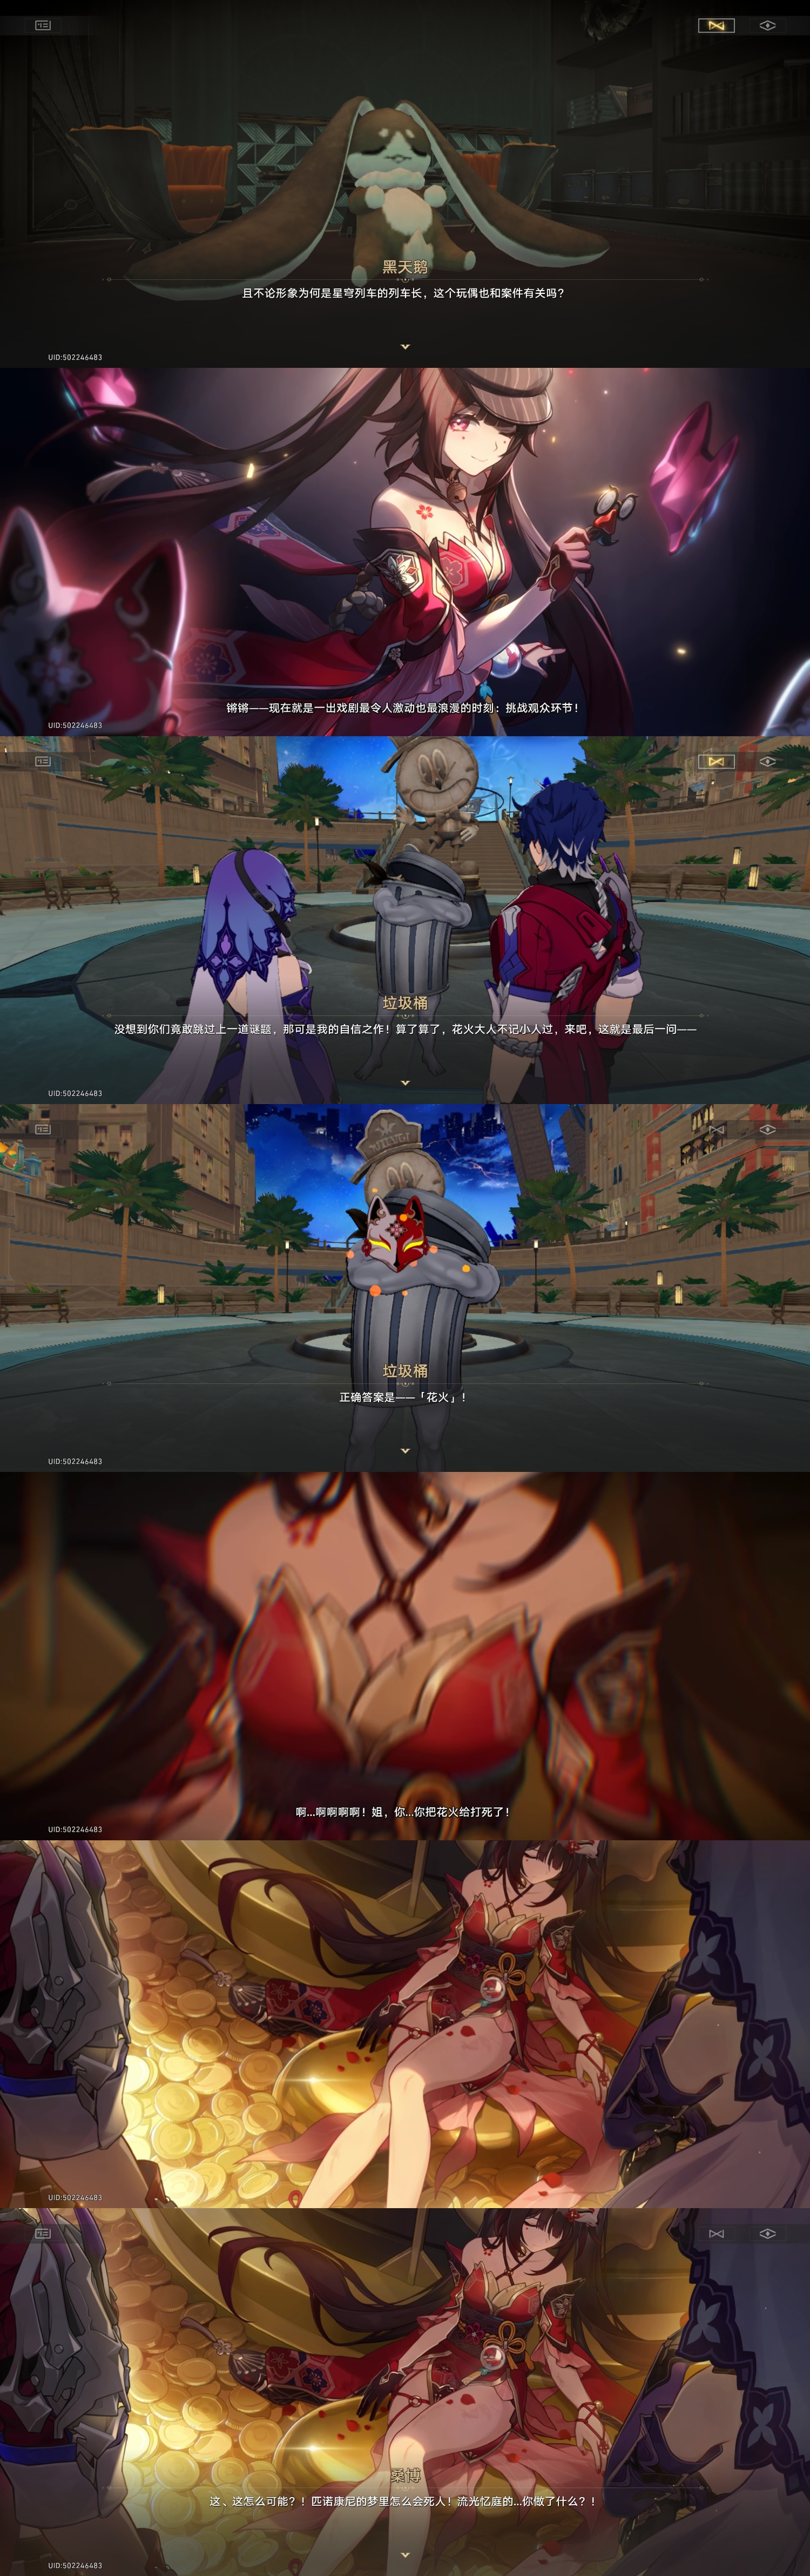 黑天鹅
且不论形象为何是星穹列车的列车长，这个玩偶也和案件有关吗？
UID:502246483
锵锵——现在就是一出戏剧最令人激动也最浪漫的时刻：挑战观众环节！
UID:502246483
垃圾桶
没想到你们竟敢跳过上一道谜题，那可是我的自信之作！算了算了，花火大人不记小人过，来吧，这就是最后一问——
UID:502246483
垃圾桶
正确答案是——「花火」！
UID:502246483
啊…啊啊啊啊！姐，你…你把花火给打死了！
UID:502246483
UID:502246483
桑博
这、这怎么可能？！匹诺康尼的梦里怎么会死人！流光忆庭的…你做了什么？！
UID:502246483